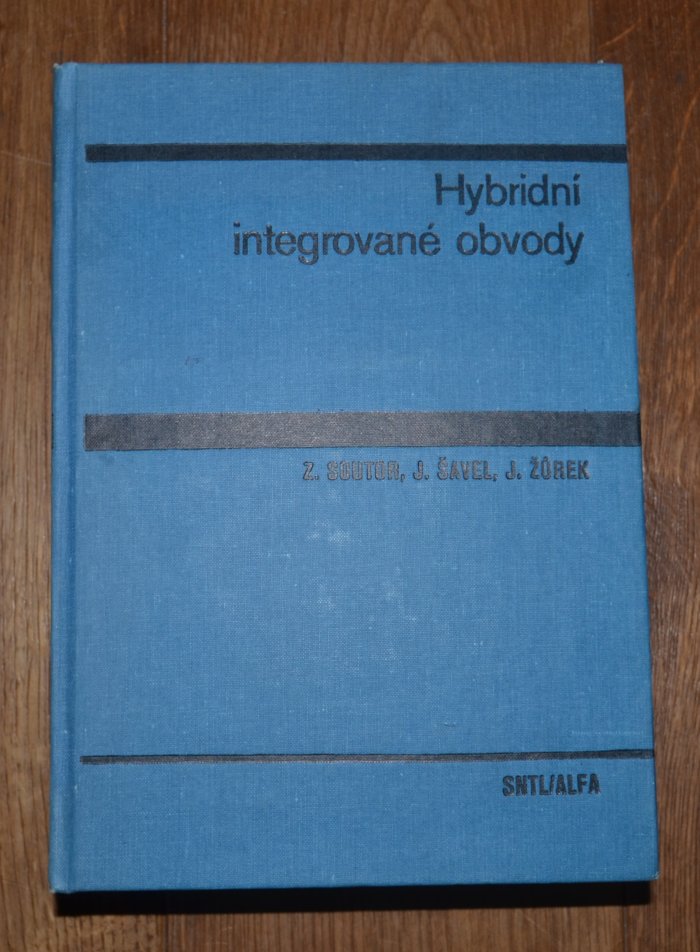 Hybridní
integrované obvody
Z. SOUTOR, J. ŠAVEL, J. ŽŮREK
SNTL/ALFA